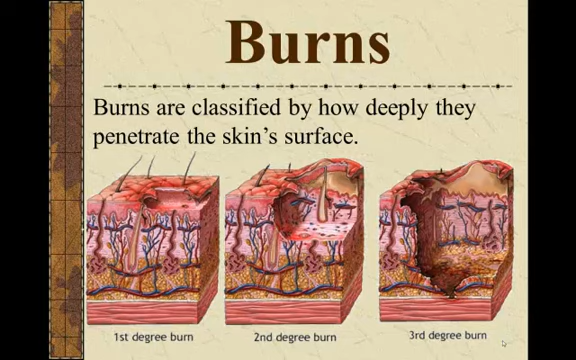 Burns
Burns are classified by how deeply they
penetrate the skin's surface.
1st degree burn
2nd degree burn
3rd degree burn